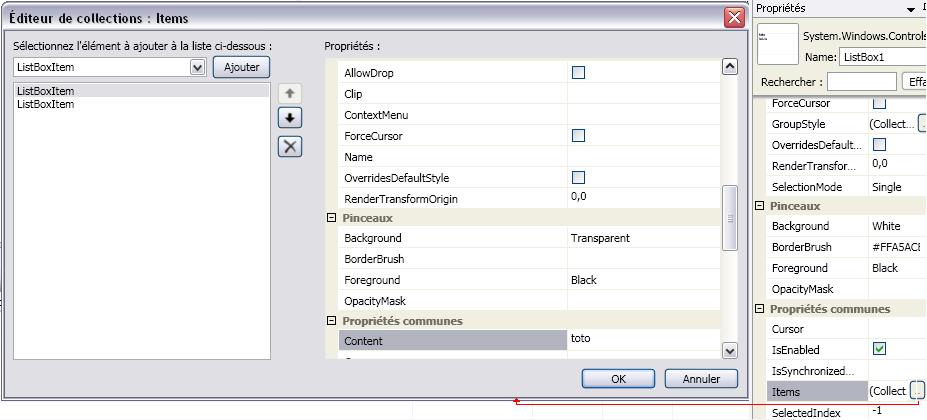 Éditeur de collections : Items
Sélectionnez l'élément à ajouter à la liste ci-dessous :
ListBoxItem
Ajouter
ListBoxItem
ListBoxItem
Propriétés :
AllowDrop
Clip
ContextMenu
ForceCursor
Name
OverridesDefaultStyle
RenderTransformOrigin 0,0
Pinceaux
Background Transparent
BorderBrush
Foreground Black
OpacityMask
Propriétés communes
Content toto
OK
Annuler
Propriétés
System.Windows.Controls
Name: ListBox1
Rechercher : Effa
ForceCursor
GroupStyle (Collect... ...
OverridesDefault...
RenderTransfor... 0,0
SelectionMode Single
Pinceaux
Background White
BorderBrush #FFA5ACB
Foreground Black
OpacityMask
Propriétés communes
Cursor
IsEnabled
IsSynchronized...
Items (Collect ...
SelectedIndex -1